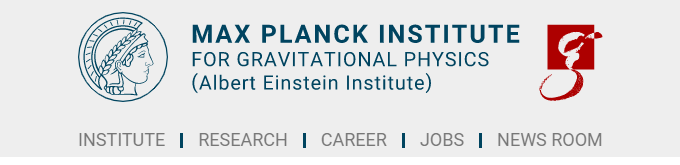 MAX PLANCK INSTITUTE
FOR GRAVITATIONAL PHYSICS
(Albert Einstein Institute)
INSTITUTE | RESEARCH | CAREER | JOBS | NEWS ROOM